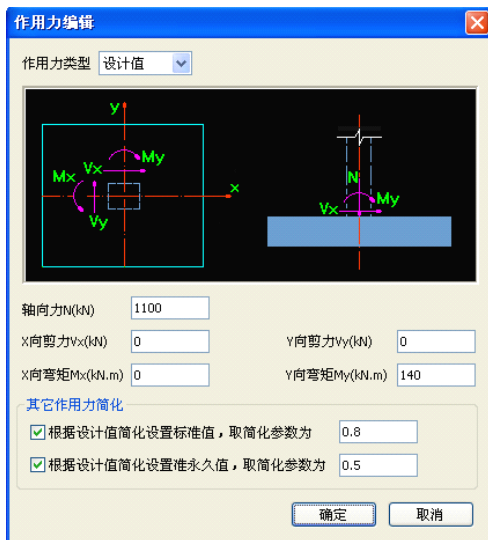 作用力编辑
作用力类型 设计值
y
Vx My
Mx
x
Vy
N
Vx My
轴向力N(kN) 1100
X向剪力Vx(kN) 0 Y向剪力Vy(kN) 0
X向弯矩Mx(kN.m) 0 Y向弯矩My(kN.m) 140
其它作用力简化
根据设计值简化设置标准值，取简化参数为 0.8
根据设计值简化设置准永久值，取简化参数为 0.5
确定 取消